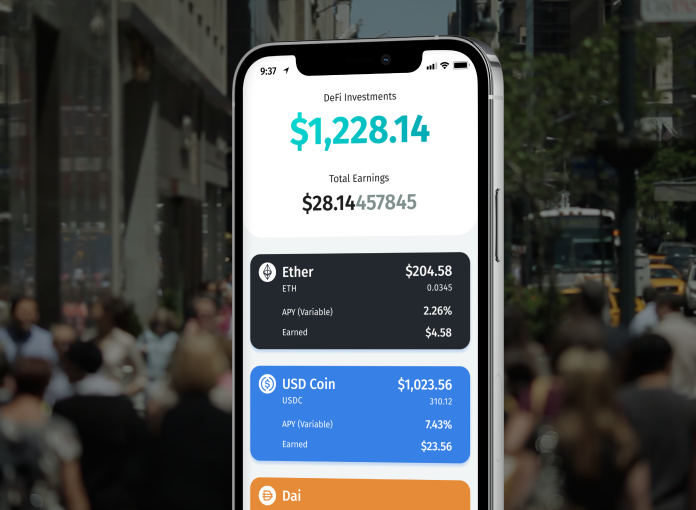 9:37
DeFi Investments
$1,228.14
Total Earnings
$28.14457845
Ether $204.58
ETH 0.0345
APY (Variable) 2.26%
Earned $4.58
USD Coin $1,023.56
USDC 310.12
APY (Variable) 7.43%
Earned $23.56
Dai